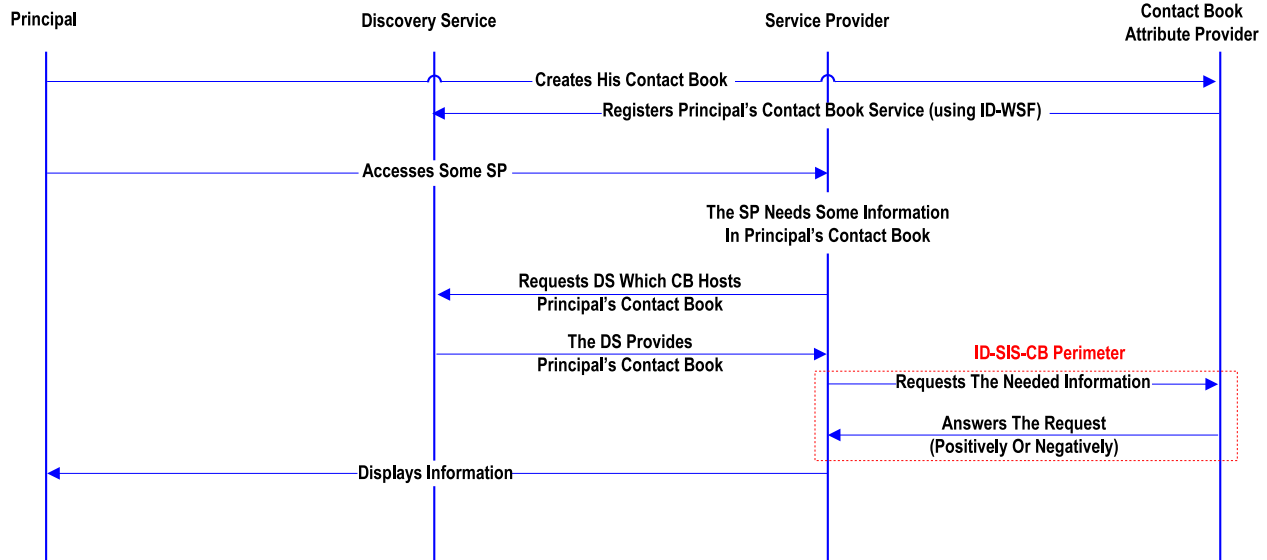 Principal
Discovery Service
Service Provider
Contact Book
Attribute Provider
Creates His Contact Book
Registers Principal's Contact Book Service (using ID-WSF)
Accesses Some SP
The SP Needs Some Information
In Principal's Contact Book
Requests DS Which CB Hosts
Principal's Contact Book
The DS Provides
Principal's Contact Book
ID-SIS-CB Perimeter
Requests The Needed Information
Answers The Request
(Positively Or Negatively)
Displays Information